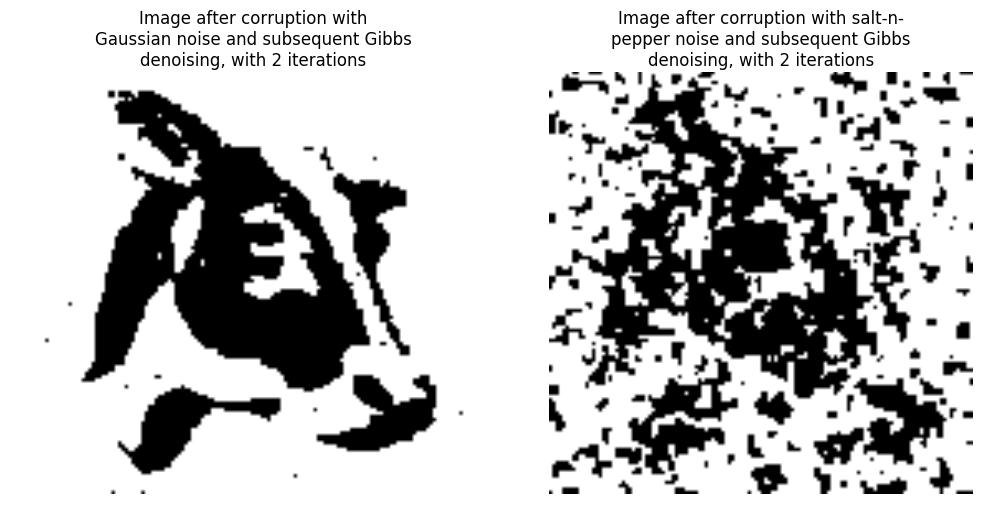 Image after corruption with
Gaussian noise and subsequent Gibbs
denoising, with 2 iterations
Image after corruption with salt-n-
pepper noise and subsequent Gibbs
denoising, with 2 iterations